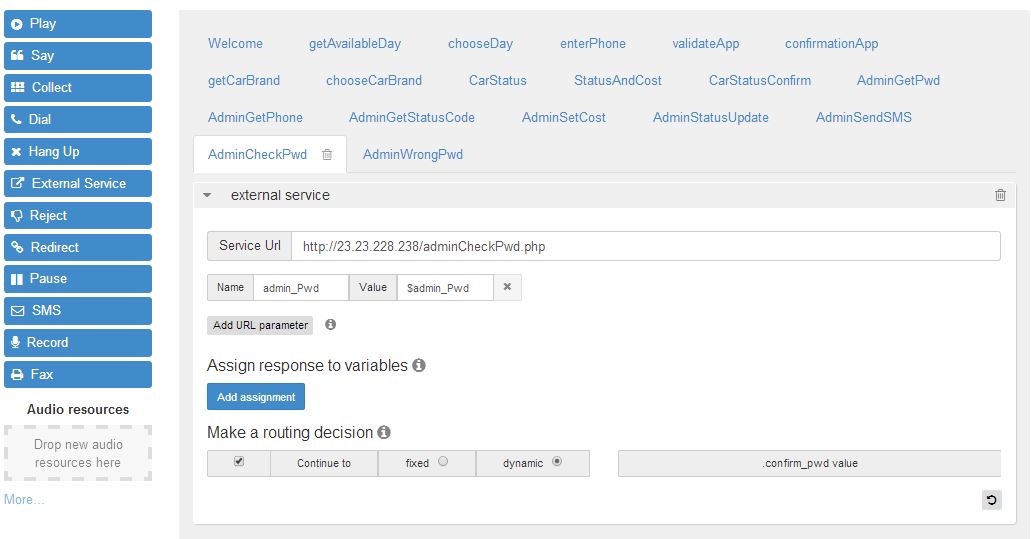 Play
Say
Collect
Dial
Hang Up
External Service
Reject
Redirect
Pause
SMS
Record
Fax
Audio resources
Drop new audio
resources here
More...
Welcome getAvailableDay chooseDay enterPhone validateApp confirmationApp
getCarBrand chooseCarBrand CarStatus StatusAndCost CarStatusConfirm AdminGetPwd
AdminGetPhone AdminGetStatusCode AdminSetCost AdminStatusUpdate AdminSendSMS
AdminCheckPwd AdminWrongPwd
external service
Service Url http://23.23.228.238/adminCheckPwd.php
Name admin_Pwd Value $admin_Pwd
Add URL parameter
Assign response to variables
Add assignment
Make a routing decision
Continue to fixed dynamic .confirm_pwd value